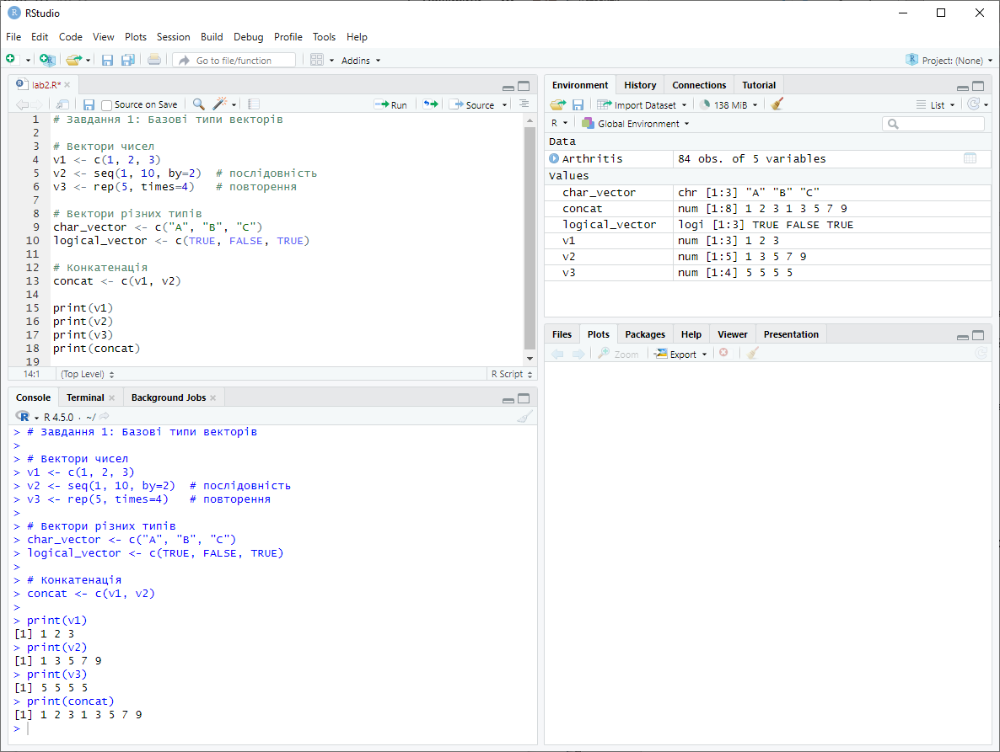 RStudio
File Edit Code View Plots Session Build Debug Profile Tools Help
Go to file/function Addins Project: (None)
lab2.R*
Source on Save Run Source
1 # Завдання 1: Базові типи векторів
2
3 # Вектори чисел
4 v1 <- c(1, 2, 3)
5 v2 <- seq(1, 10, by=2)  # послідовність
6 v3 <- rep(5, times=4)   # повторення
7
8 # Вектори різних типів
9 char_vector <- c("A", "B", "C")
10 logical_vector <- c(TRUE, FALSE, TRUE)
11
12 # Конкатенація
13 concat <- c(v1, v2)
14
15 print(v1)
16 print(v2)
17 print(v3)
18 print(concat)
19
14:1 (Top Level) R Script
Console Terminal Background Jobs
R 4.5.0 · ~/
> # Завдання 1: Базові типи векторів
>
> # Вектори чисел
> v1 <- c(1, 2, 3)
> v2 <- seq(1, 10, by=2)  # послідовність
> v3 <- rep(5, times=4)   # повторення
>
> # Вектори різних типів
> char_vector <- c("A", "B", "C")
> logical_vector <- c(TRUE, FALSE, TRUE)
>
> # Конкатенація
> concat <- c(v1, v2)
>
> print(v1)
[1] 1 2 3
> print(v2)
[1] 1 3 5 7 9
> print(v3)
[1] 5 5 5 5
> print(concat)
[1] 1 2 3 1 3 5 7 9
>
Environment History Connections Tutorial
Import Dataset 138 MiB List
R Global Environment
Data
Arthritis 84 obs. of 5 variables
Values
char_vector chr [1:3] "A" "B" "C"
concat num [1:8] 1 2 3 1 3 5 7 9
logical_vector logi [1:3] TRUE FALSE TRUE
v1 num [1:3] 1 2 3
v2 num [1:5] 1 3 5 7 9
v3 num [1:4] 5 5 5 5
Files Plots Packages Help Viewer Presentation
Zoom Export